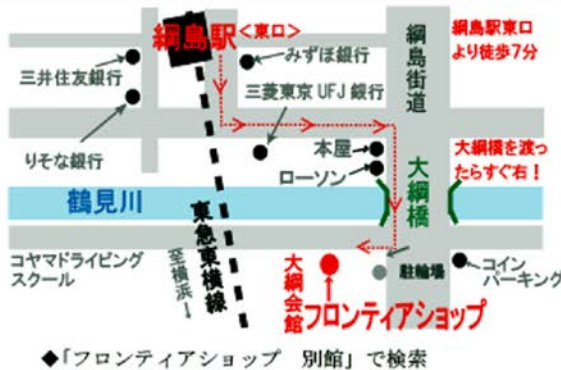 綱島駅<東口>
綱島街道
綱島駅東口
より徒歩7分
三井住友銀行
みずほ銀行
三菱東京UFJ銀行
りそな銀行
本屋
ローソン
大綱橋
大綱橋を渡っ
たらすぐ右!
鶴見川
東急東横線
至横浜→
コヤマドライビング
スクール
大綱会館
駐輪場
コイン
パーキング
フロンティアショップ
◆「フロンティアショップ 別館」で検索